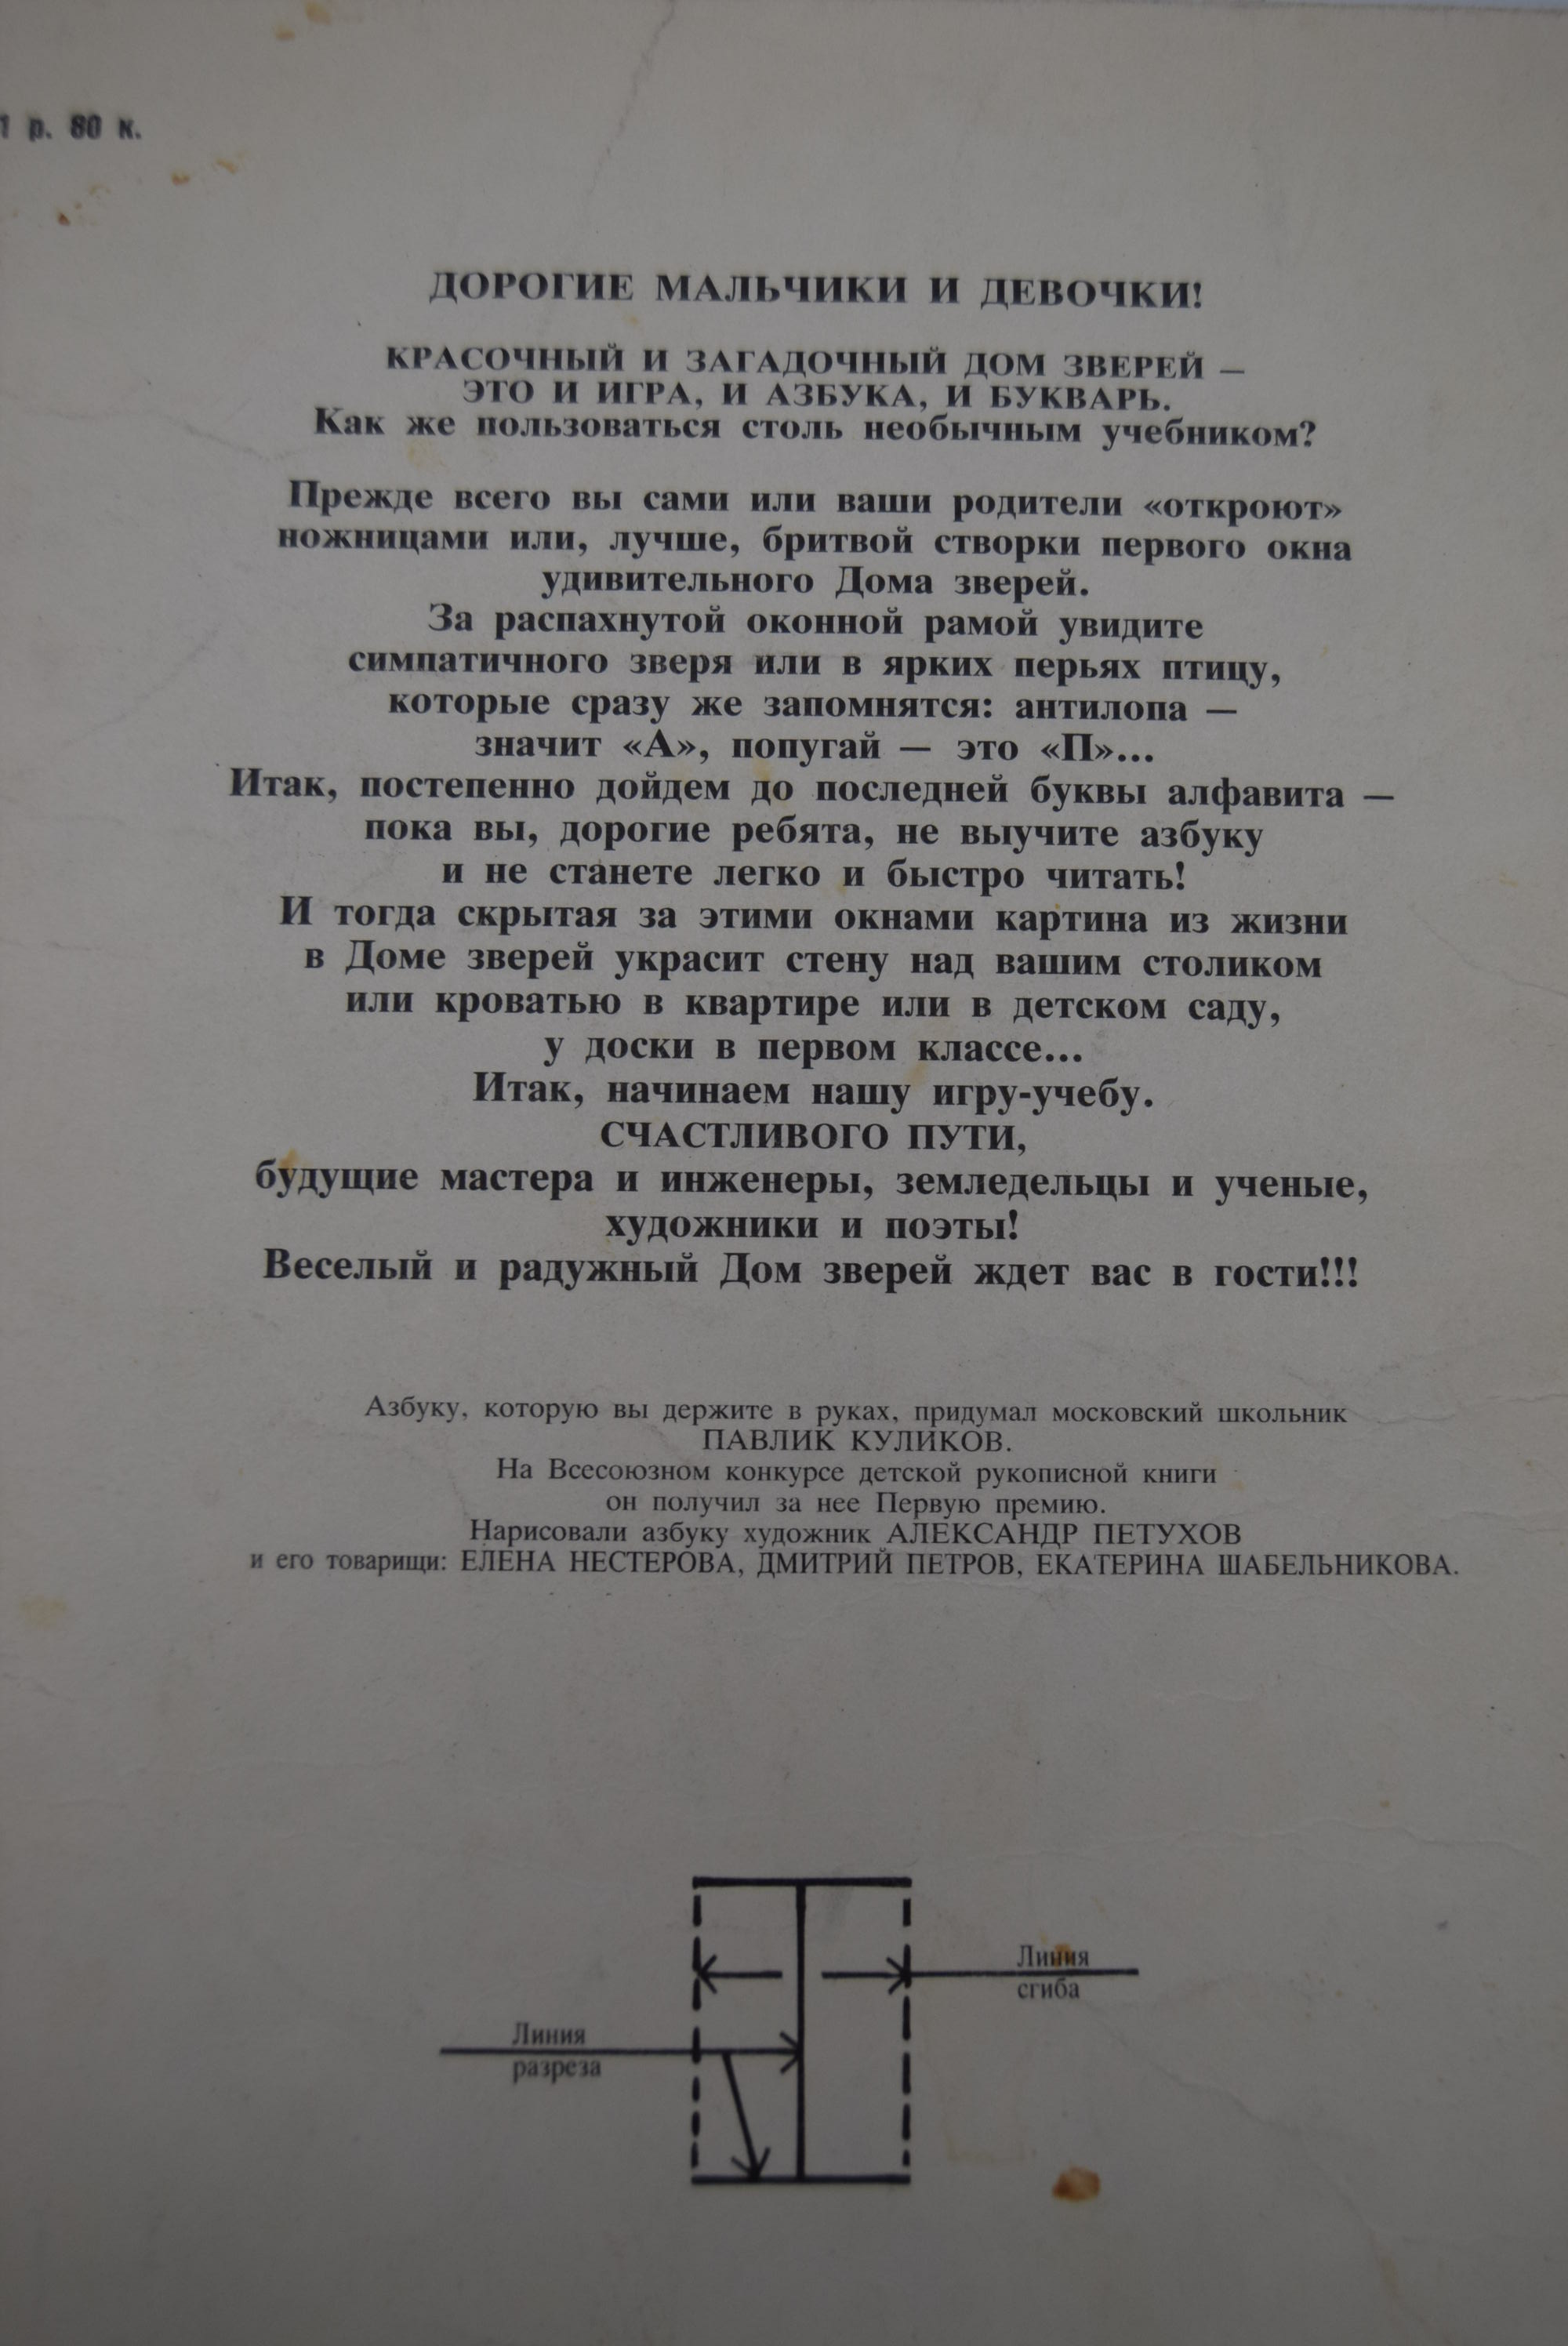 1 р. 80 к.
ДОРОГИЕ МАЛЬЧИКИ И ДЕВОЧКИ!
КРАСОЧНЫЙ И ЗАГАДОЧНЫЙ ДОМ ЗВЕРЕЙ —
ЭТО И ИГРА, И АЗБУКА, И БУКВАРЬ.
Как же пользоваться столь необычным учебником?
Прежде всего вы сами или ваши родители «откроют»
ножницами или, лучше, бритвой створки первого окна
удивительного Дома зверей.
За распахнутой оконной рамой увидите
симпатичного зверя или в ярких перьях птицу,
которые сразу же запомнятся: антилопа —
значит «А», попугай — это «П»...
Итак, постепенно дойдем до последней буквы алфавита —
пока вы, дорогие ребята, не выучите азбуку
и не станете легко и быстро читать!
И тогда скрытая за этими окнами картина из жизни
в Доме зверей украсит стену над вашим столиком
или кроватью в квартире или в детском саду,
у доски в первом классе...
Итак, начинаем нашу игру-учебу.
СЧАСТЛИВОГО ПУТИ,
будущие мастера и инженеры, земледельцы и ученые,
художники и поэты!
Веселый и радужный Дом зверей ждет вас в гости!!!
Азбуку, которую вы держите в руках, придумал московский школьник
ПАВЛИК КУЛИКОВ.
На Всесоюзном конкурсе детской рукописной книги
он получил за нее Первую премию.
Нарисовали азбуку художник АЛЕКСАНДР ПЕТУХОВ
и его товарищи: ЕЛЕНА НЕСТЕРОВА, ДМИТРИЙ ПЕТРОВ, ЕКАТЕРИНА ШАБЕЛЬНИКОВА.
Линия
сгиба
Линия
разреза